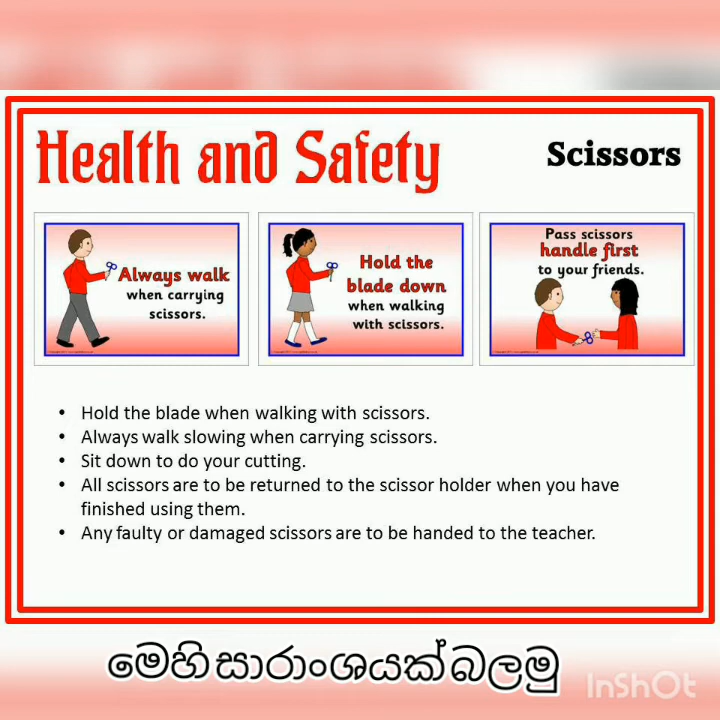 Health and Safety
Scissors
Always walk
when carrying
scissors.
Hold the
blade down
when walking
with scissors.
Pass scissors
handle first
to your friends.
• Hold the blade when walking with scissors.
• Always walk slowing when carrying scissors.
• Sit down to do your cutting.
• All scissors are to be returned to the scissor holder when you have
finished using them.
• Any faulty or damaged scissors are to be handed to the teacher.
මෙහි සාරාංශයක් බලමු
InShOt